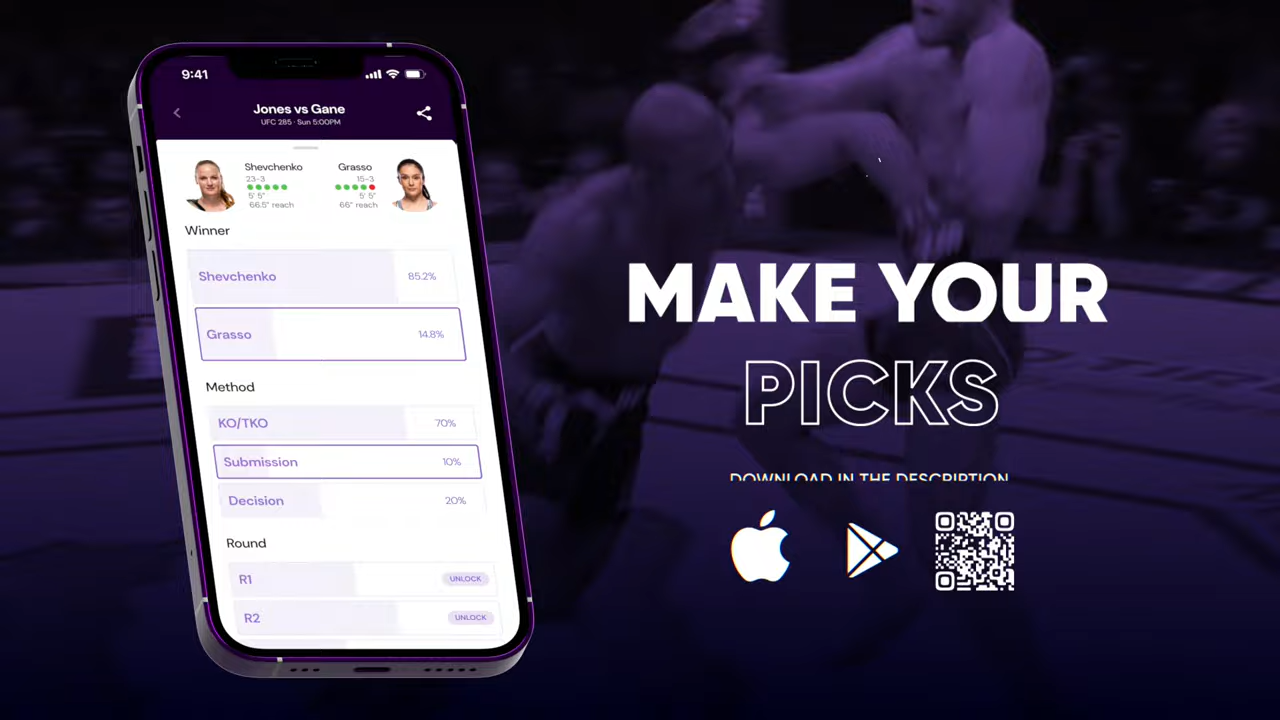 9:41
Jones vs Gane
UFC 285 · Sun 5:00PM
Shevchenko
23-3
5' 5"
66.5" reach
Grasso
15-3
5' 5"
66" reach
Winner
Shevchenko 85.2%
Grasso 14.8%
Method
KO/TKO 70%
Submission 10%
Decision 20%
Round
R1 UNLOCK
R2 UNLOCK
MAKE YOUR
PICKS
DOWNLOAD IN THE DESCRIPTION